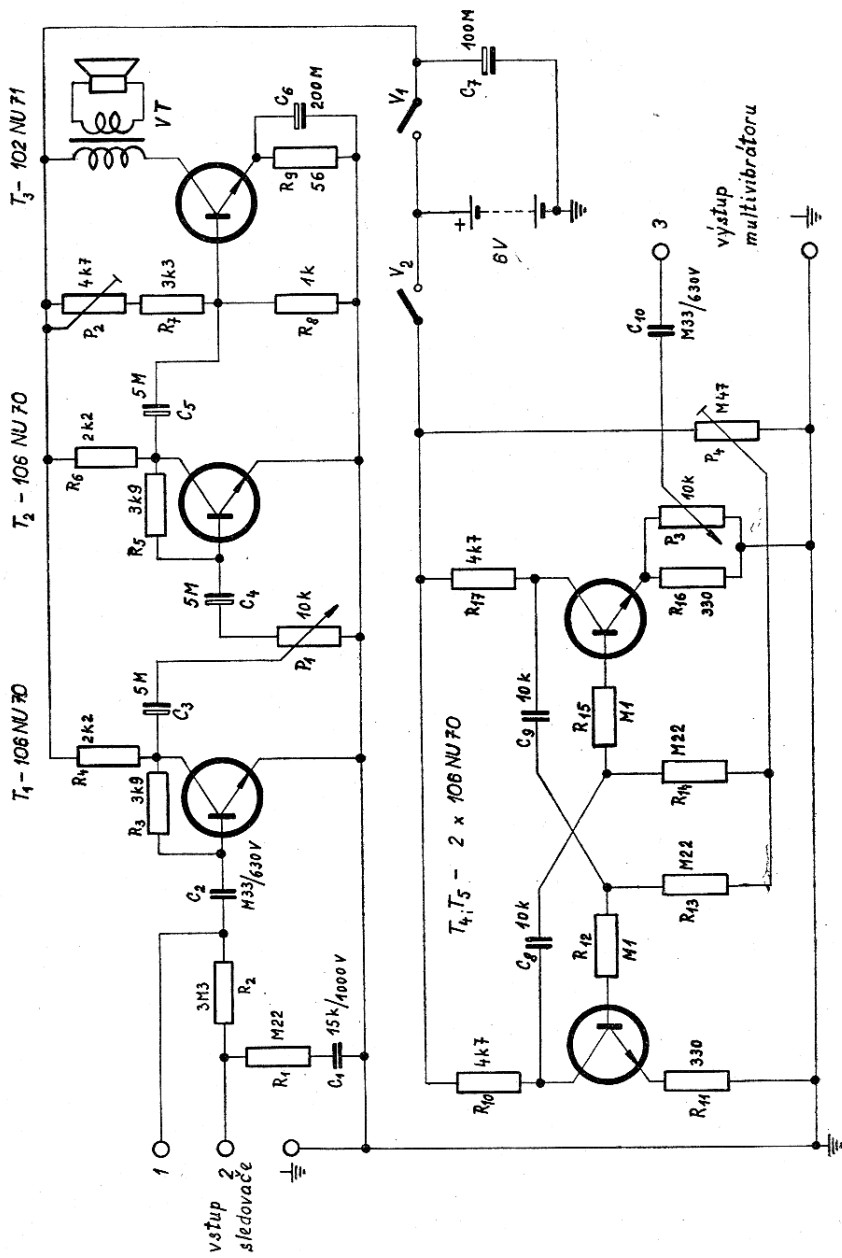 T1 - 106 NU 70
T2 - 106 NU 70
T3 - 102 NU 71
R4
2k2
R3
3k9
5M
C3
C2
M33/630V
3M3
R2
M22
R1
15k/1000V
C1
1
2
vstup
sledovače
10k
P1
5M
C4
R6
2k2
R5
3k9
5M
C5
4k7
P2
3k3
R7
1k
R8
VT
R9
56
C6
200M
V1
C7
100M
+
6V
V2
C10
M33/630V
3
výstup
multivibrátoru
M47
P4
10k
P3
R16
330
4k7
R17
10k
C9
R15
M1
M22
R14
M22
R13
T4; T5 - 2 x 106 NU 70
10k
C8
R12
M1
4k7
R10
330
R11